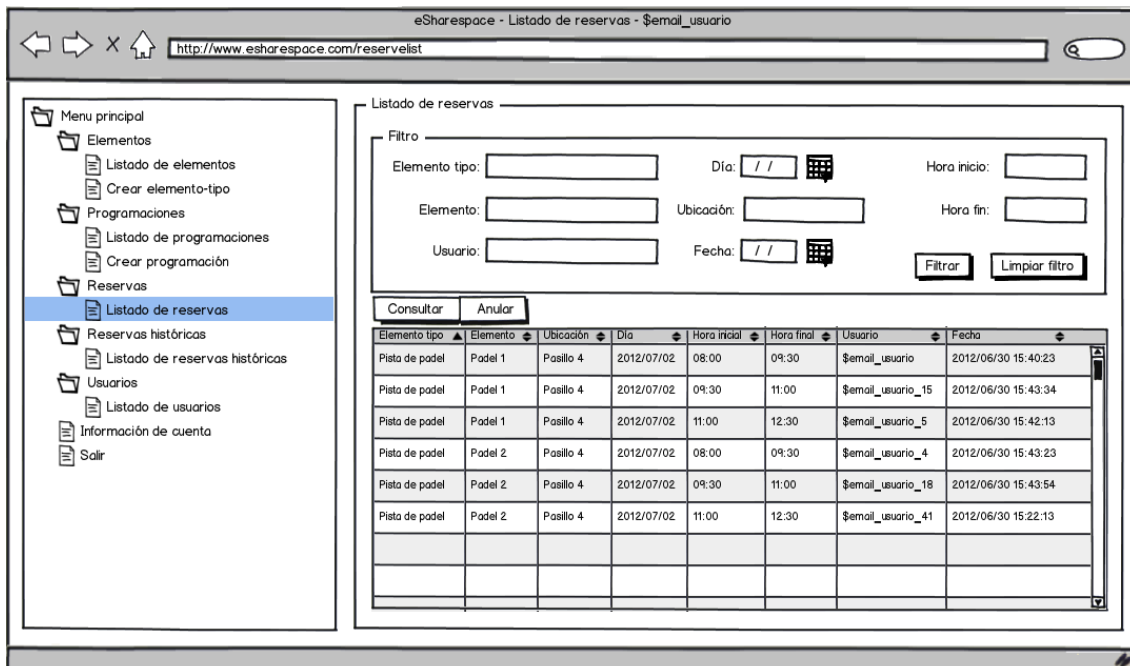 eSharespace - Listado de reservas - $email_usuario
http://www.esharespace.com/reservelist
Menu principal
Elementos
Listado de elementos
Crear elemento-tipo
Programaciones
Listado de programaciones
Crear programación
Reservas
Listado de reservas
Reservas históricas
Listado de reservas históricas
Usuarios
Listado de usuarios
Información de cuenta
Salir
Listado de reservas
Filtro
Elemento tipo: Día: / / Hora inicio:
Elemento: Ubicación: Hora fin:
Usuario: Fecha: / / Filtrar Limpiar filtro
Consultar Anular
Elemento tipo Elemento Ubicación Día Hora inicial Hora final Usuario Fecha
Pista de padel Padel 1 Pasillo 4 2012/07/02 08:00 09:30 $email_usuario 2012/06/30 15:40:23
Pista de padel Padel 1 Pasillo 4 2012/07/02 09:30 11:00 $email_usuario_15 2012/06/30 15:43:34
Pista de padel Padel 1 Pasillo 4 2012/07/02 11:00 12:30 $email_usuario_5 2012/06/30 15:42:13
Pista de padel Padel 2 Pasillo 4 2012/07/02 08:00 09:30 $email_usuario_4 2012/06/30 15:43:23
Pista de padel Padel 2 Pasillo 4 2012/07/02 09:30 11:00 $email_usuario_18 2012/06/30 15:43:54
Pista de padel Padel 2 Pasillo 4 2012/07/02 11:00 12:30 $email_usuario_41 2012/06/30 15:22:13